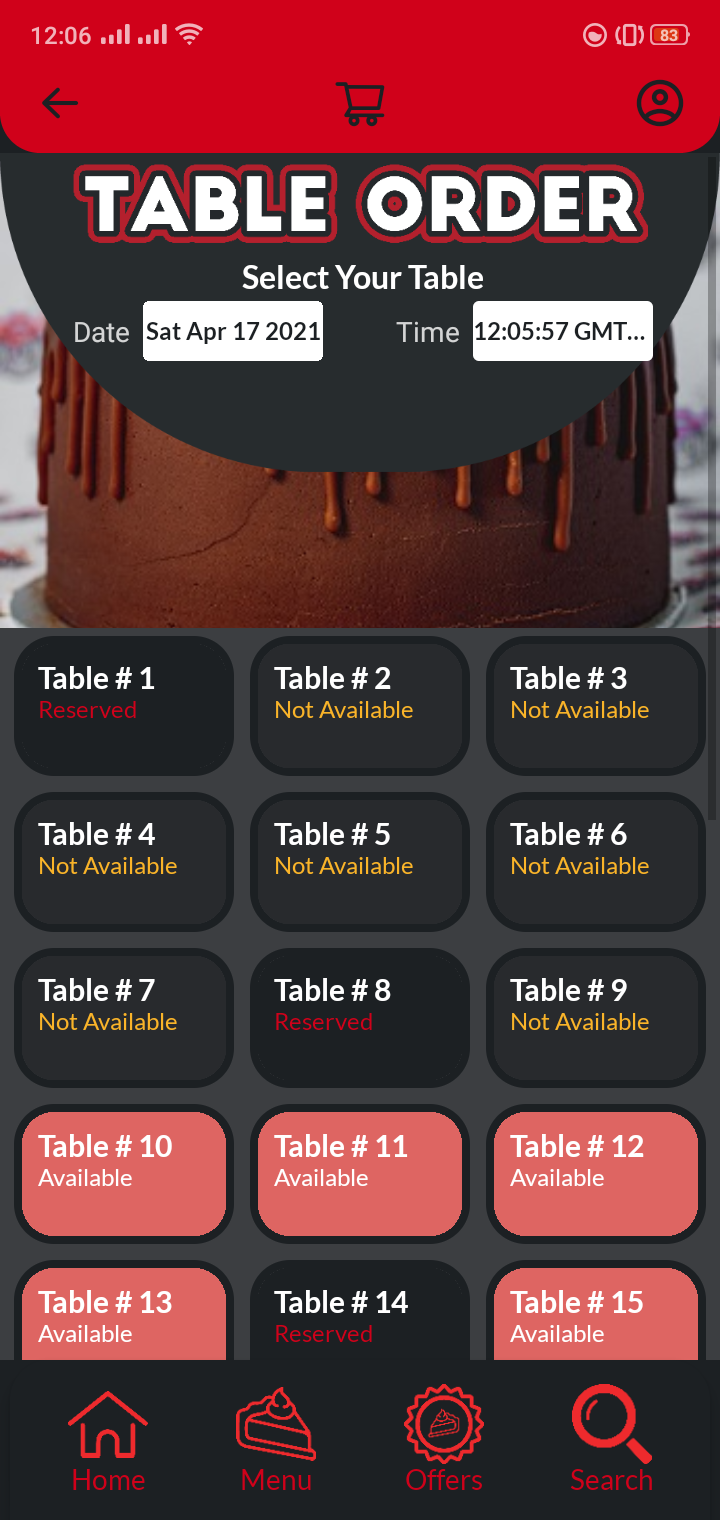 12:06
83
TABLE ORDER
Select Your Table
Date Sat Apr 17 2021 Time 12:05:57 GMT...
Table # 1 Table # 2 Table # 3
Reserved Not Available Not Available
Table # 4 Table # 5 Table # 6
Not Available Not Available Not Available
Table # 7 Table # 8 Table # 9
Not Available Reserved Not Available
Table # 10 Table # 11 Table # 12
Available Available Available
Table # 13 Table # 14 Table # 15
Available Reserved Available
Home Menu Offers Search